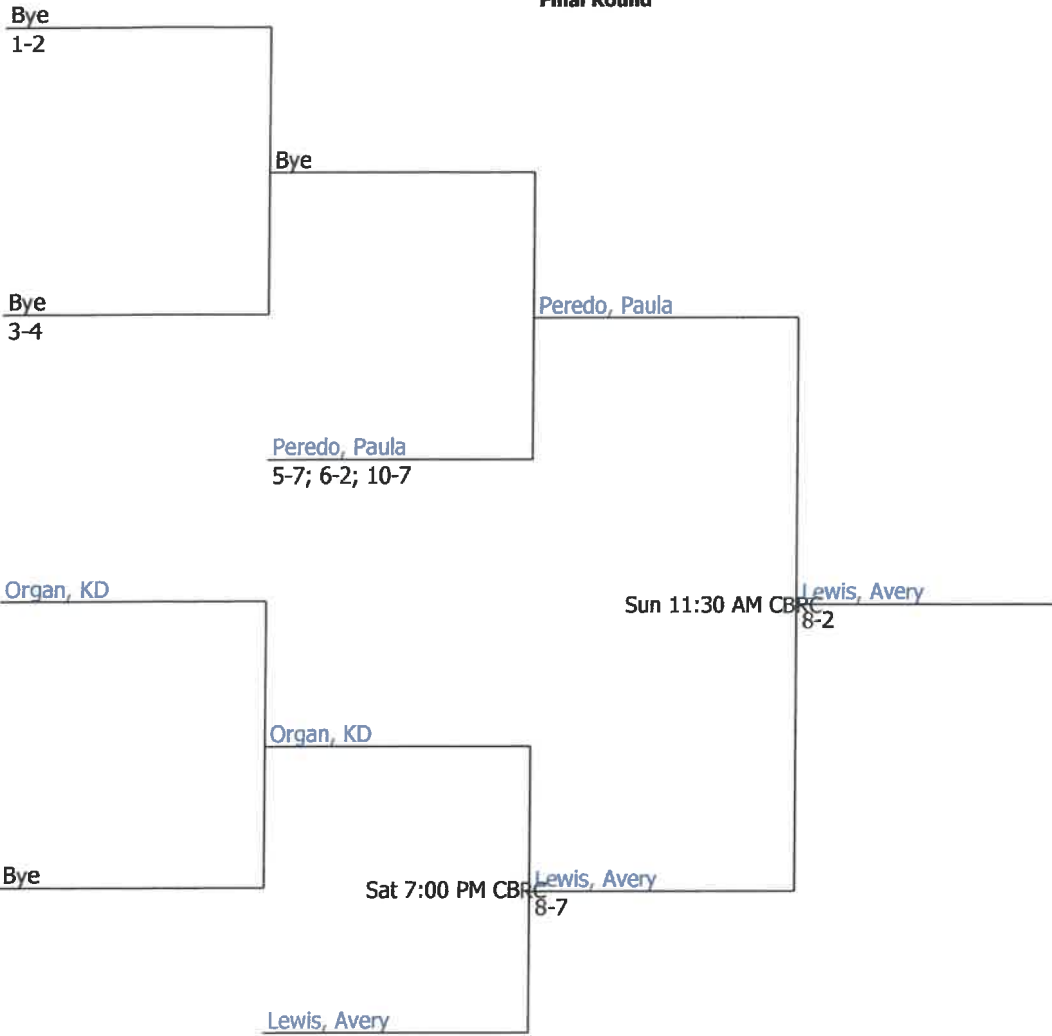 Final Round
Bye
1-2
Bye
Bye
3-4
Peredo, Paula
Peredo, Paula
5-7; 6-2; 10-7
Organ, KD
Sun 11:30 AM CBRC
Lewis, Avery
8-2
Organ, KD
Bye
Sat 7:00 PM CBRC
Lewis, Avery
8-7
Lewis, Avery